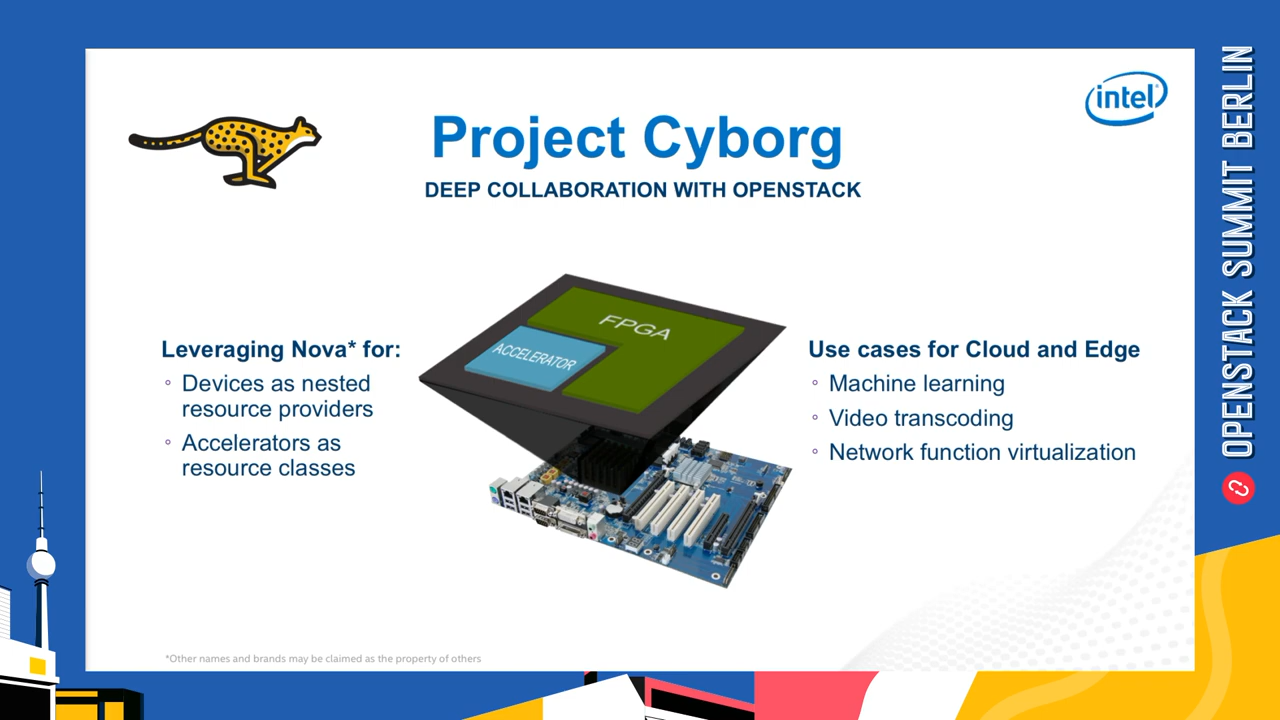 intel
Project Cyborg
DEEP COLLABORATION WITH OPENSTACK
Leveraging Nova* for:
◦ Devices as nested
resource providers
◦ Accelerators as
resource classes
FPGA
ACCELERATOR
Use cases for Cloud and Edge
◦ Machine learning
◦ Video transcoding
◦ Network function virtualization
*Other names and brands may be claimed as the property of others
OPENSTACK SUMMIT BERLIN